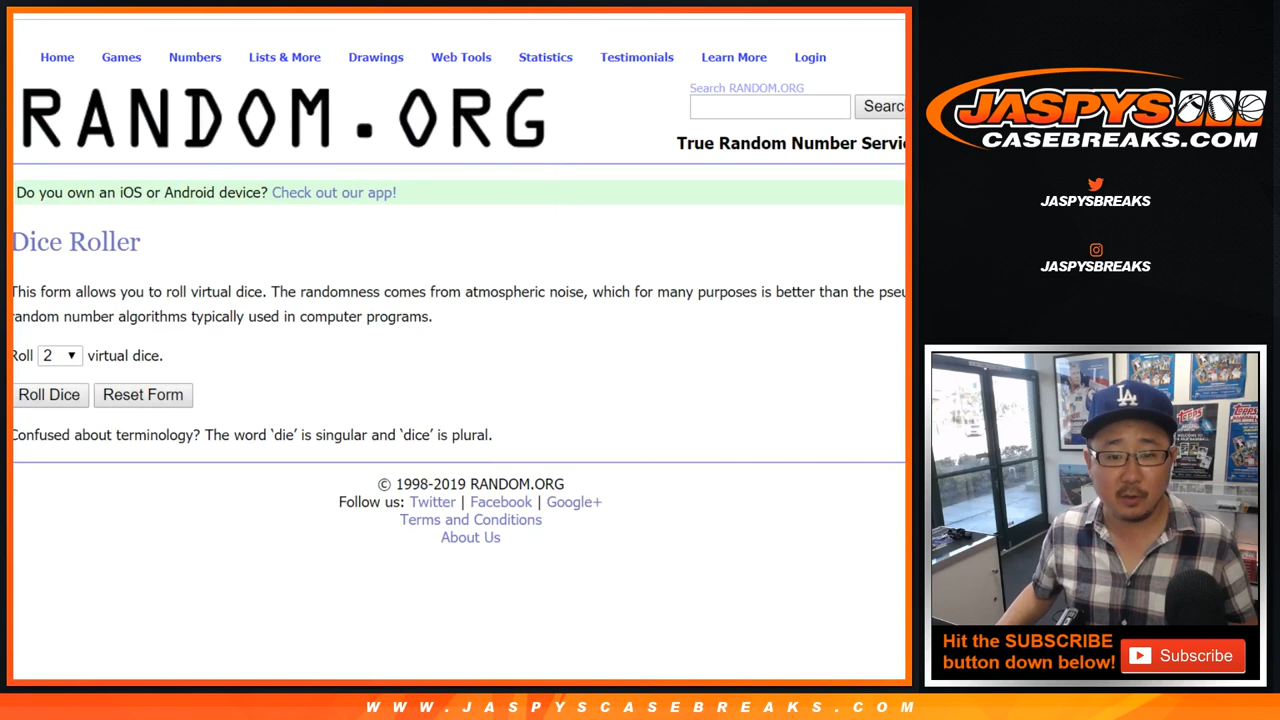 Home Games Numbers Lists & More Drawings Web Tools Statistics Testimonials Learn More Login
RANDOM.ORG
Search RANDOM.ORG
Searc
True Random Number Servi
Do you own an iOS or Android device? Check out our app!
Dice Roller
This form allows you to roll virtual dice. The randomness comes from atmospheric noise, which for many purposes is better than the pseu
random number algorithms typically used in computer programs.
Roll 2 virtual dice.
Roll Dice Reset Form
Confused about terminology? The word ‘die’ is singular and ‘dice’ is plural.
© 1998-2019 RANDOM.ORG
Follow us: Twitter | Facebook | Google+
Terms and Conditions
About Us
JASPYS
CASEBREAKS.COM
JASPYSBREAKS
JASPYSBREAKS
LA
TOPPS
TOPPS
Hit the SUBSCRIBE
button down below!
Subscribe
WWW.JASPYSCASEBREAKS.COM